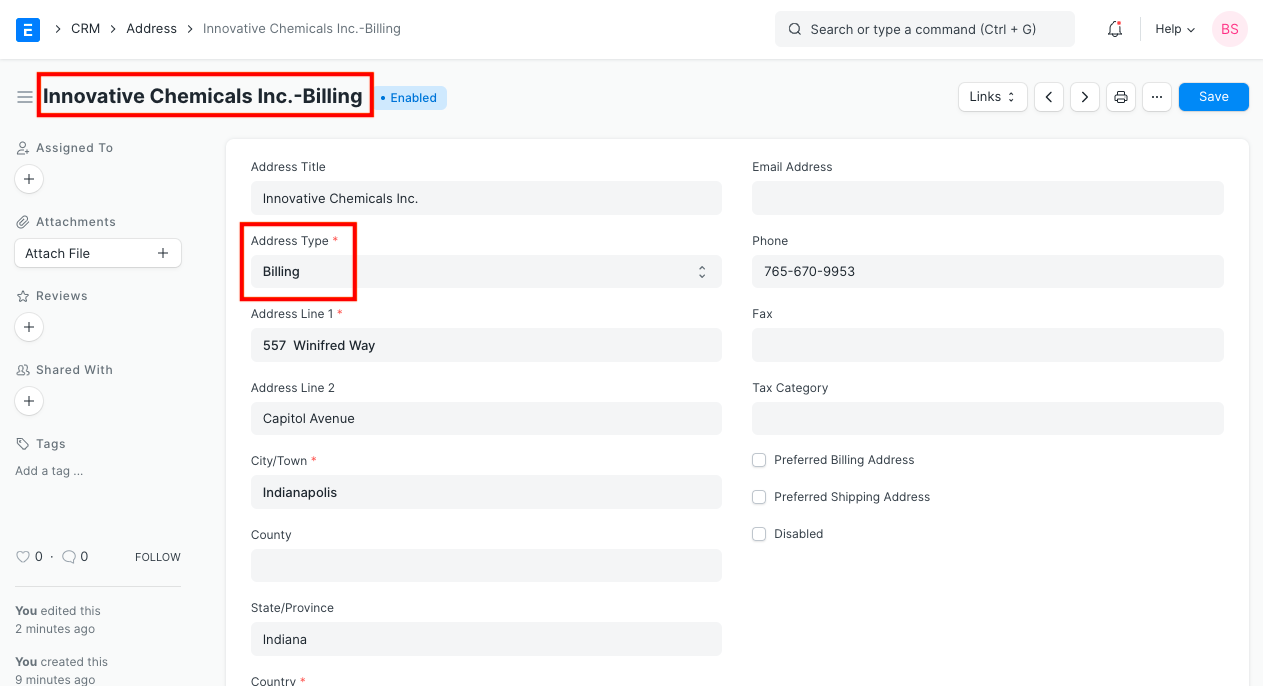 E > CRM > Address > Innovative Chemicals Inc.-Billing
Search or type a command (Ctrl + G)
Help
BS
Innovative Chemicals Inc.-Billing
• Enabled
Links
...
Save
Assigned To
+
Attachments
Attach File +
Reviews
+
Shared With
+
Tags
Add a tag ...
0 · 0 FOLLOW
You edited this
2 minutes ago
You created this
9 minutes ago
Address Title
Innovative Chemicals Inc.
Address Type *
Billing
Address Line 1 *
557 Winifred Way
Address Line 2
Capitol Avenue
City/Town *
Indianapolis
County
State/Province
Indiana
Country *
Email Address
Phone
765-670-9953
Fax
Tax Category
Preferred Billing Address
Preferred Shipping Address
Disabled